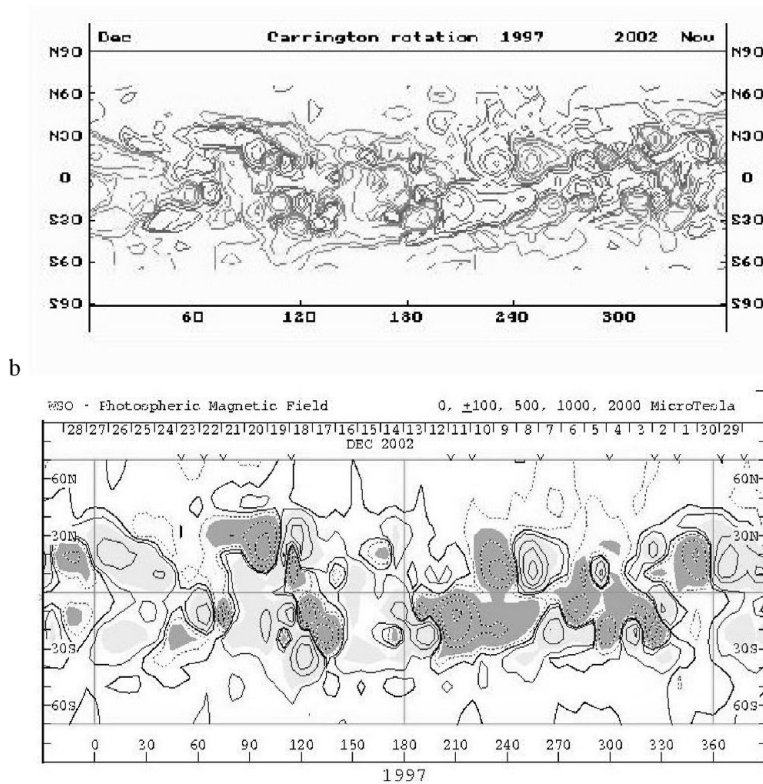 Dec Carrington rotation 1997 2002 Nov
N90 N90
N60 N60
N30 N30
0 0
S30 S30
S60 S60
S90 S90
60 120 180 240 300
b
WSO - Photospheric Magnetic Field 0, ±100, 500, 1000, 2000 MicroTesla
28 27 26 25 24 23 22 21 20 19 18 17 16 15 14 13 12 11 10 9 8 7 6 5 4 3 2 1 30 29
DEC 2002
60N 60N
30N 30N
30S 30S
60S 60S
0 30 60 90 120 150 180 210 240 270 300 330 360
1997